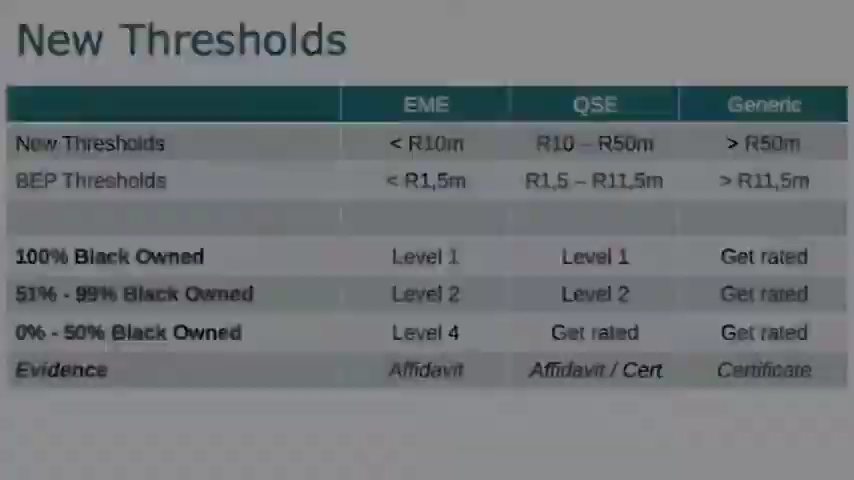 New Thresholds
EME QSE Generic
New Thresholds < R10m R10 – R50m > R50m
BEP Thresholds < R1,5m R1,5 – R11,5m > R11,5m
100% Black Owned Level 1 Level 1 Get rated
51% - 99% Black Owned Level 2 Level 2 Get rated
0% - 50% Black Owned Level 4 Get rated Get rated
Evidence Affidavit Affidavit / Cert Certificate